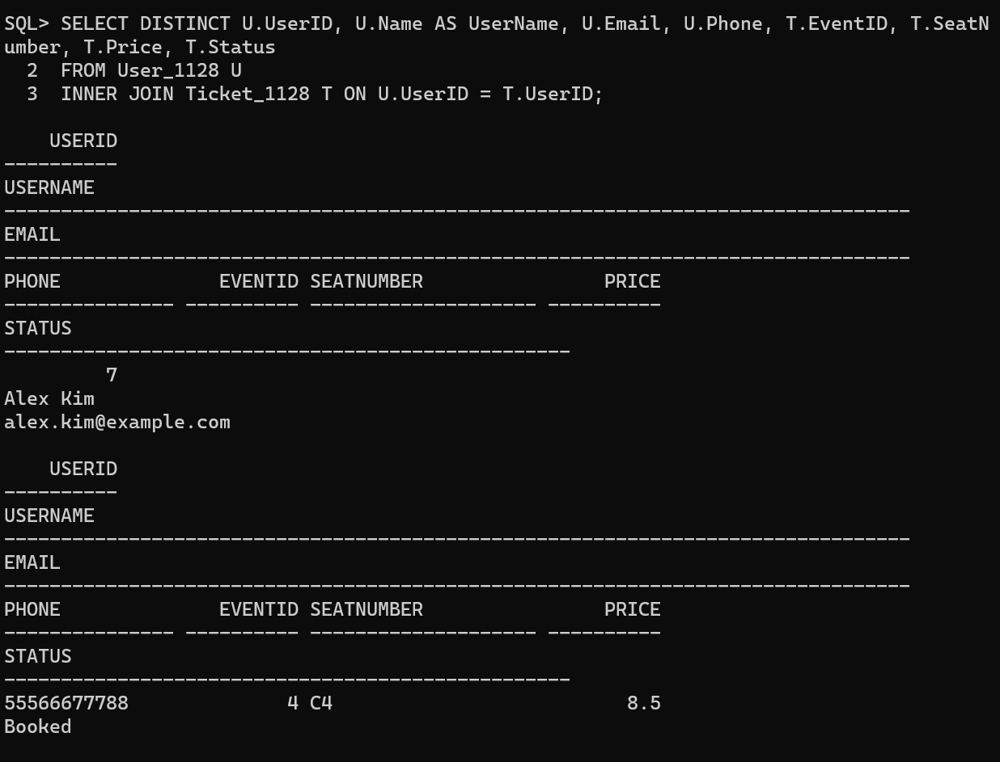 SQL> SELECT DISTINCT U.UserID, U.Name AS UserName, U.Email, U.Phone, T.EventID, T.SeatN
umber, T.Price, T.Status
  2  FROM User_1128 U
  3  INNER JOIN Ticket_1128 T ON U.UserID = T.UserID;

    USERID
----------
USERNAME
--------------------------------------------------------------------------------
EMAIL
--------------------------------------------------------------------------------
PHONE              EVENTID SEATNUMBER                PRICE
--------------- ---------- -------------------- ----------
STATUS
--------------------------------------------------
         7
Alex Kim
alex.kim@example.com

    USERID
----------
USERNAME
--------------------------------------------------------------------------------
EMAIL
--------------------------------------------------------------------------------
PHONE              EVENTID SEATNUMBER                PRICE
--------------- ---------- -------------------- ----------
STATUS
--------------------------------------------------
55566677788              4 C4                          8.5
Booked